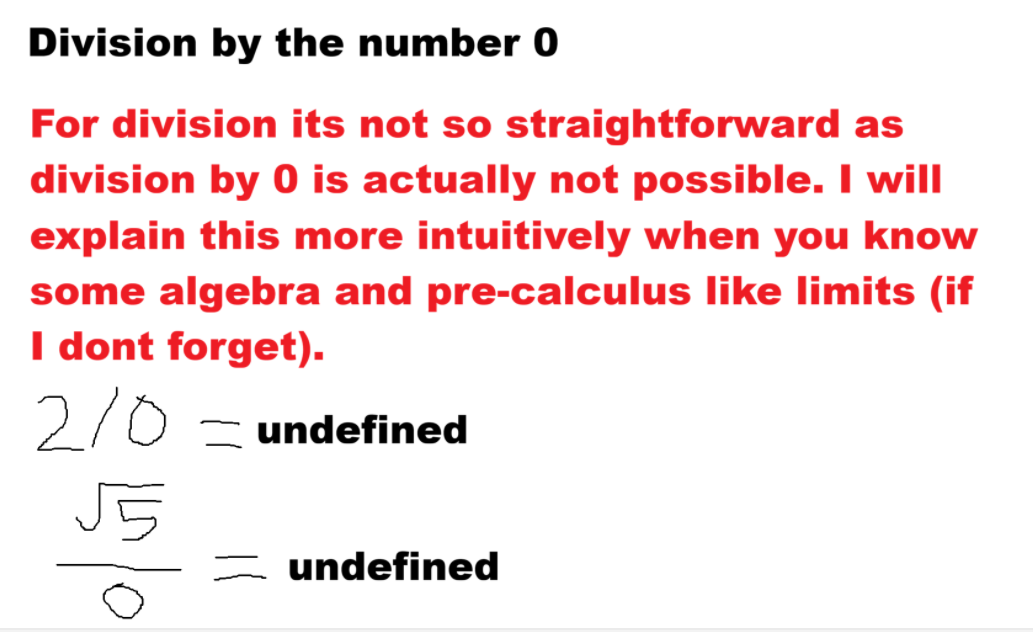 Division by the number 0
For division its not so straightforward as
division by 0 is actually not possible. I will
explain this more intuitively when you know
some algebra and pre-calculus like limits (if
I dont forget).
2/0 = undefined
√5
0 = undefined